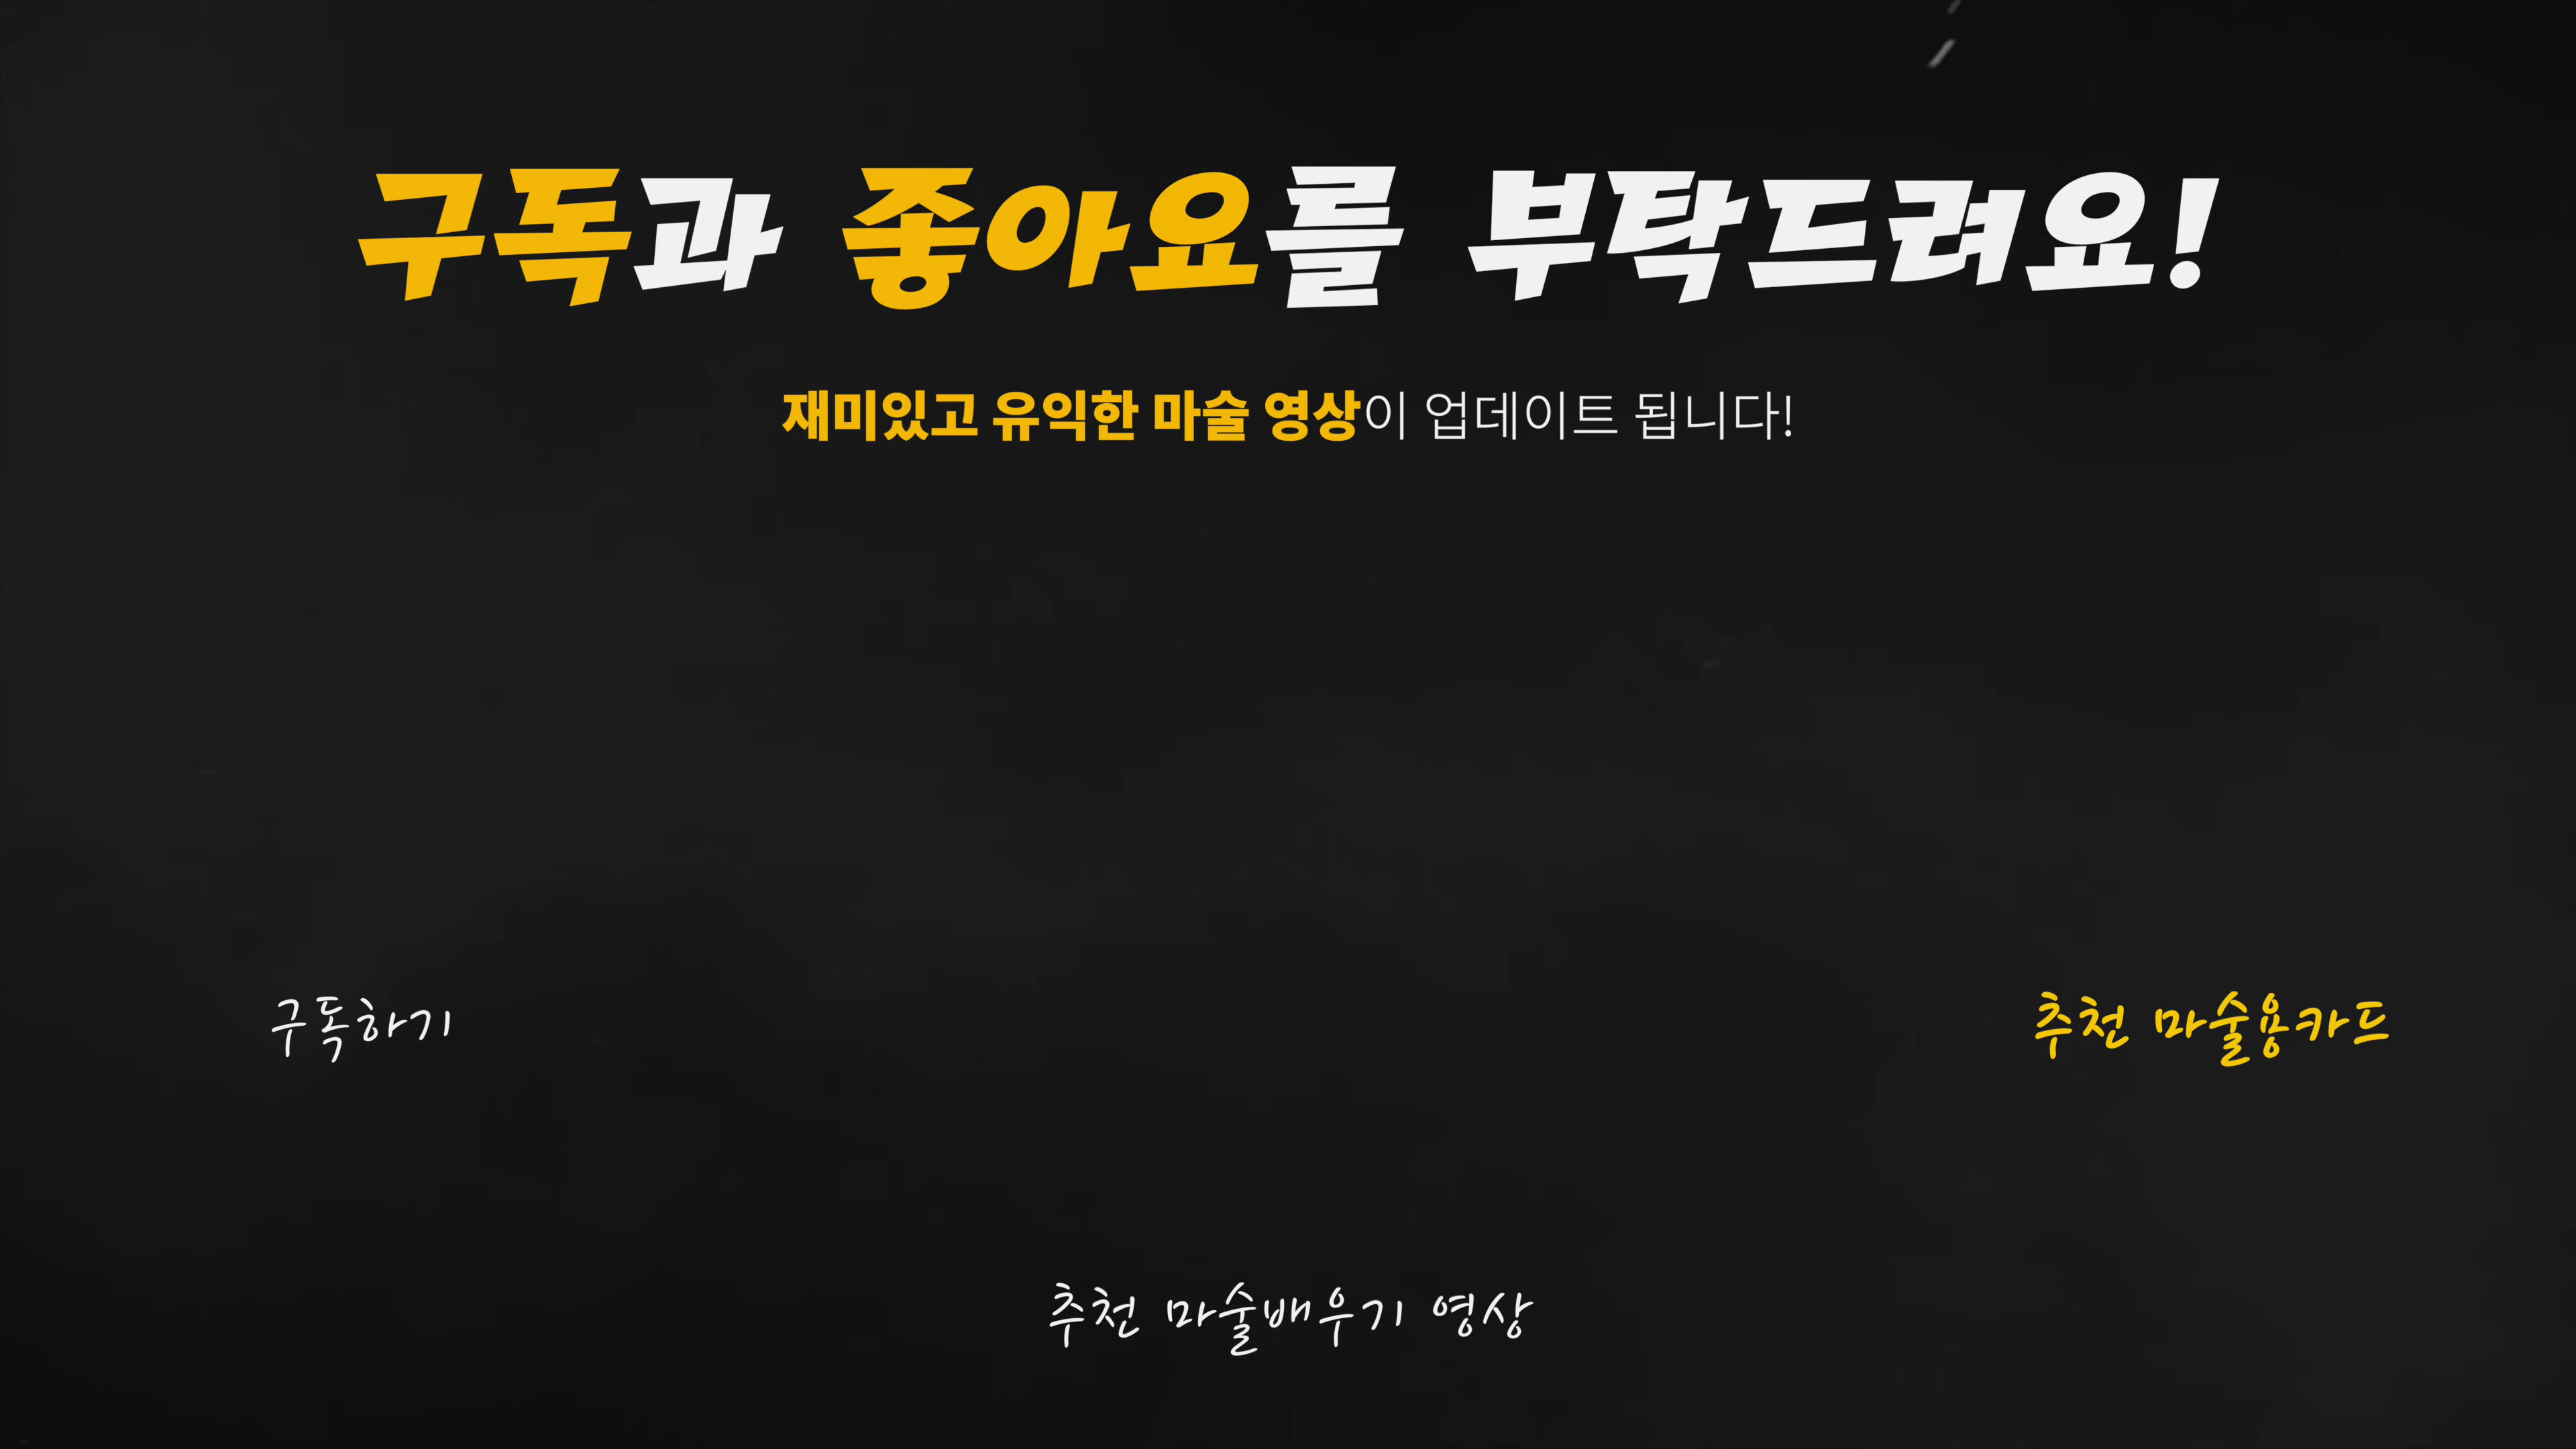 구독과 좋아요를 부탁드려요!
재미있고 유익한 마술 영상이 업데이트 됩니다!
구독하기
추천 마술용카드
추천 마술배우기 영상